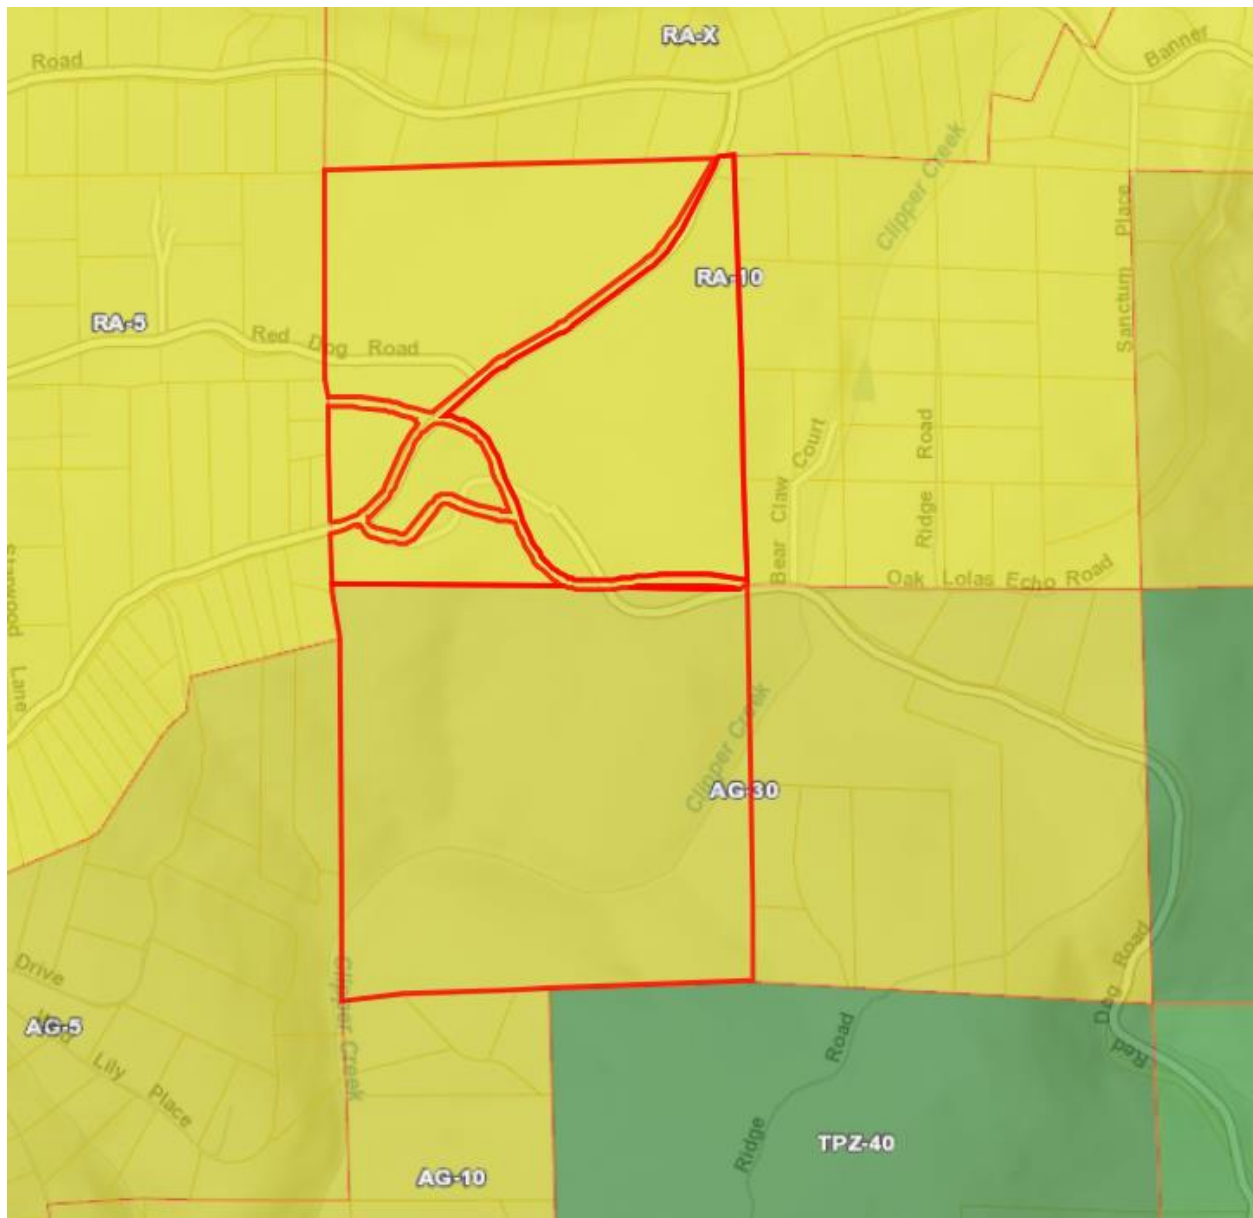 RA-X
Road
Banner
Clipper Creek
Sanctum Place
RA-10
RA-5
Red Dog Road
Ridge Road
Bear Claw Court
Oak Lolas Echo Road
Lane
Clipper Creek
AG-30
Drive
Clipper Creek
Red Dog Road
AG-5
Lily Place
Ridge Road
TPZ-40
AG-10